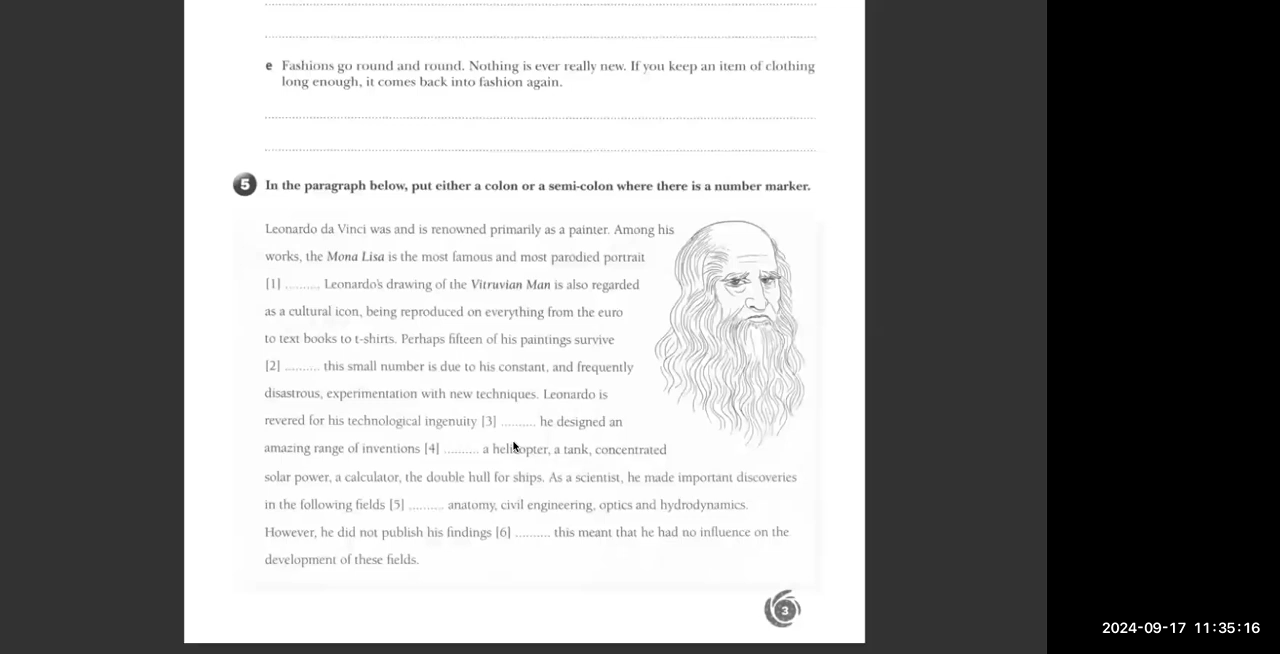 e Fashions go round and round. Nothing is ever really new. If you keep an item of clothing
long enough, it comes back into fashion again.
5 In the paragraph below, put either a colon or a semi-colon where there is a number marker.
Leonardo da Vinci was and is renowned primarily as a painter. Among his
works, the Mona Lisa is the most famous and most parodied portrait
[1] .......... Leonardo's drawing of the Vitruvian Man is also regarded
as a cultural icon, being reproduced on everything from the euro
to text books to t-shirts. Perhaps fifteen of his paintings survive
[2] .......... this small number is due to his constant, and frequently
disastrous, experimentation with new techniques. Leonardo is
revered for his technological ingenuity [3] .......... he designed an
amazing range of inventions [4] .......... a helicopter, a tank, concentrated
solar power, a calculator, the double hull for ships. As a scientist, he made important discoveries
in the following fields [5] .......... anatomy, civil engineering, optics and hydrodynamics.
However, he did not publish his findings [6] .......... this meant that he had no influence on the
development of these fields.
3
2024-09-17 11:35:16